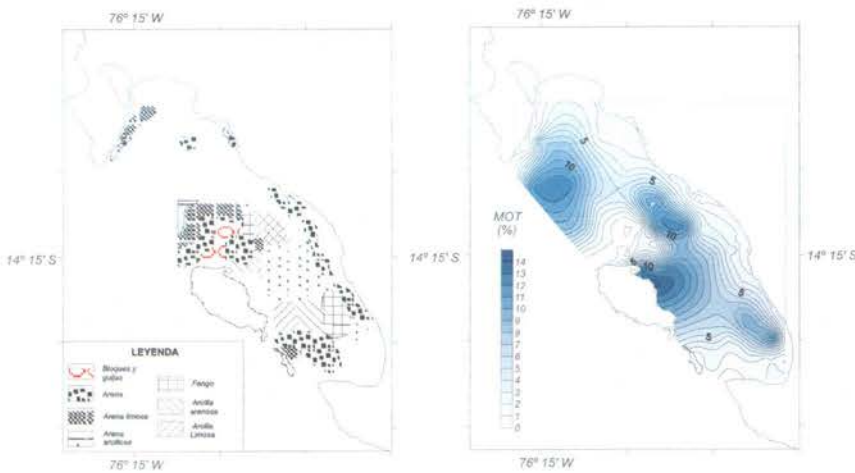 76° 15' W
14° 15' S
LEYENDA
Bloques y
guijas
Arena
Arena limosa
Arena
arcillosa
Fango
Arcilla
arenosa
Arcilla
Limosa
76° 15' W
76° 15' W
5
10
5
10
10
5
5
MOT
(%)
14
13
12
11
10
9
8
7
6
5
4
3
2
1
0
14° 15' S
76° 15' W